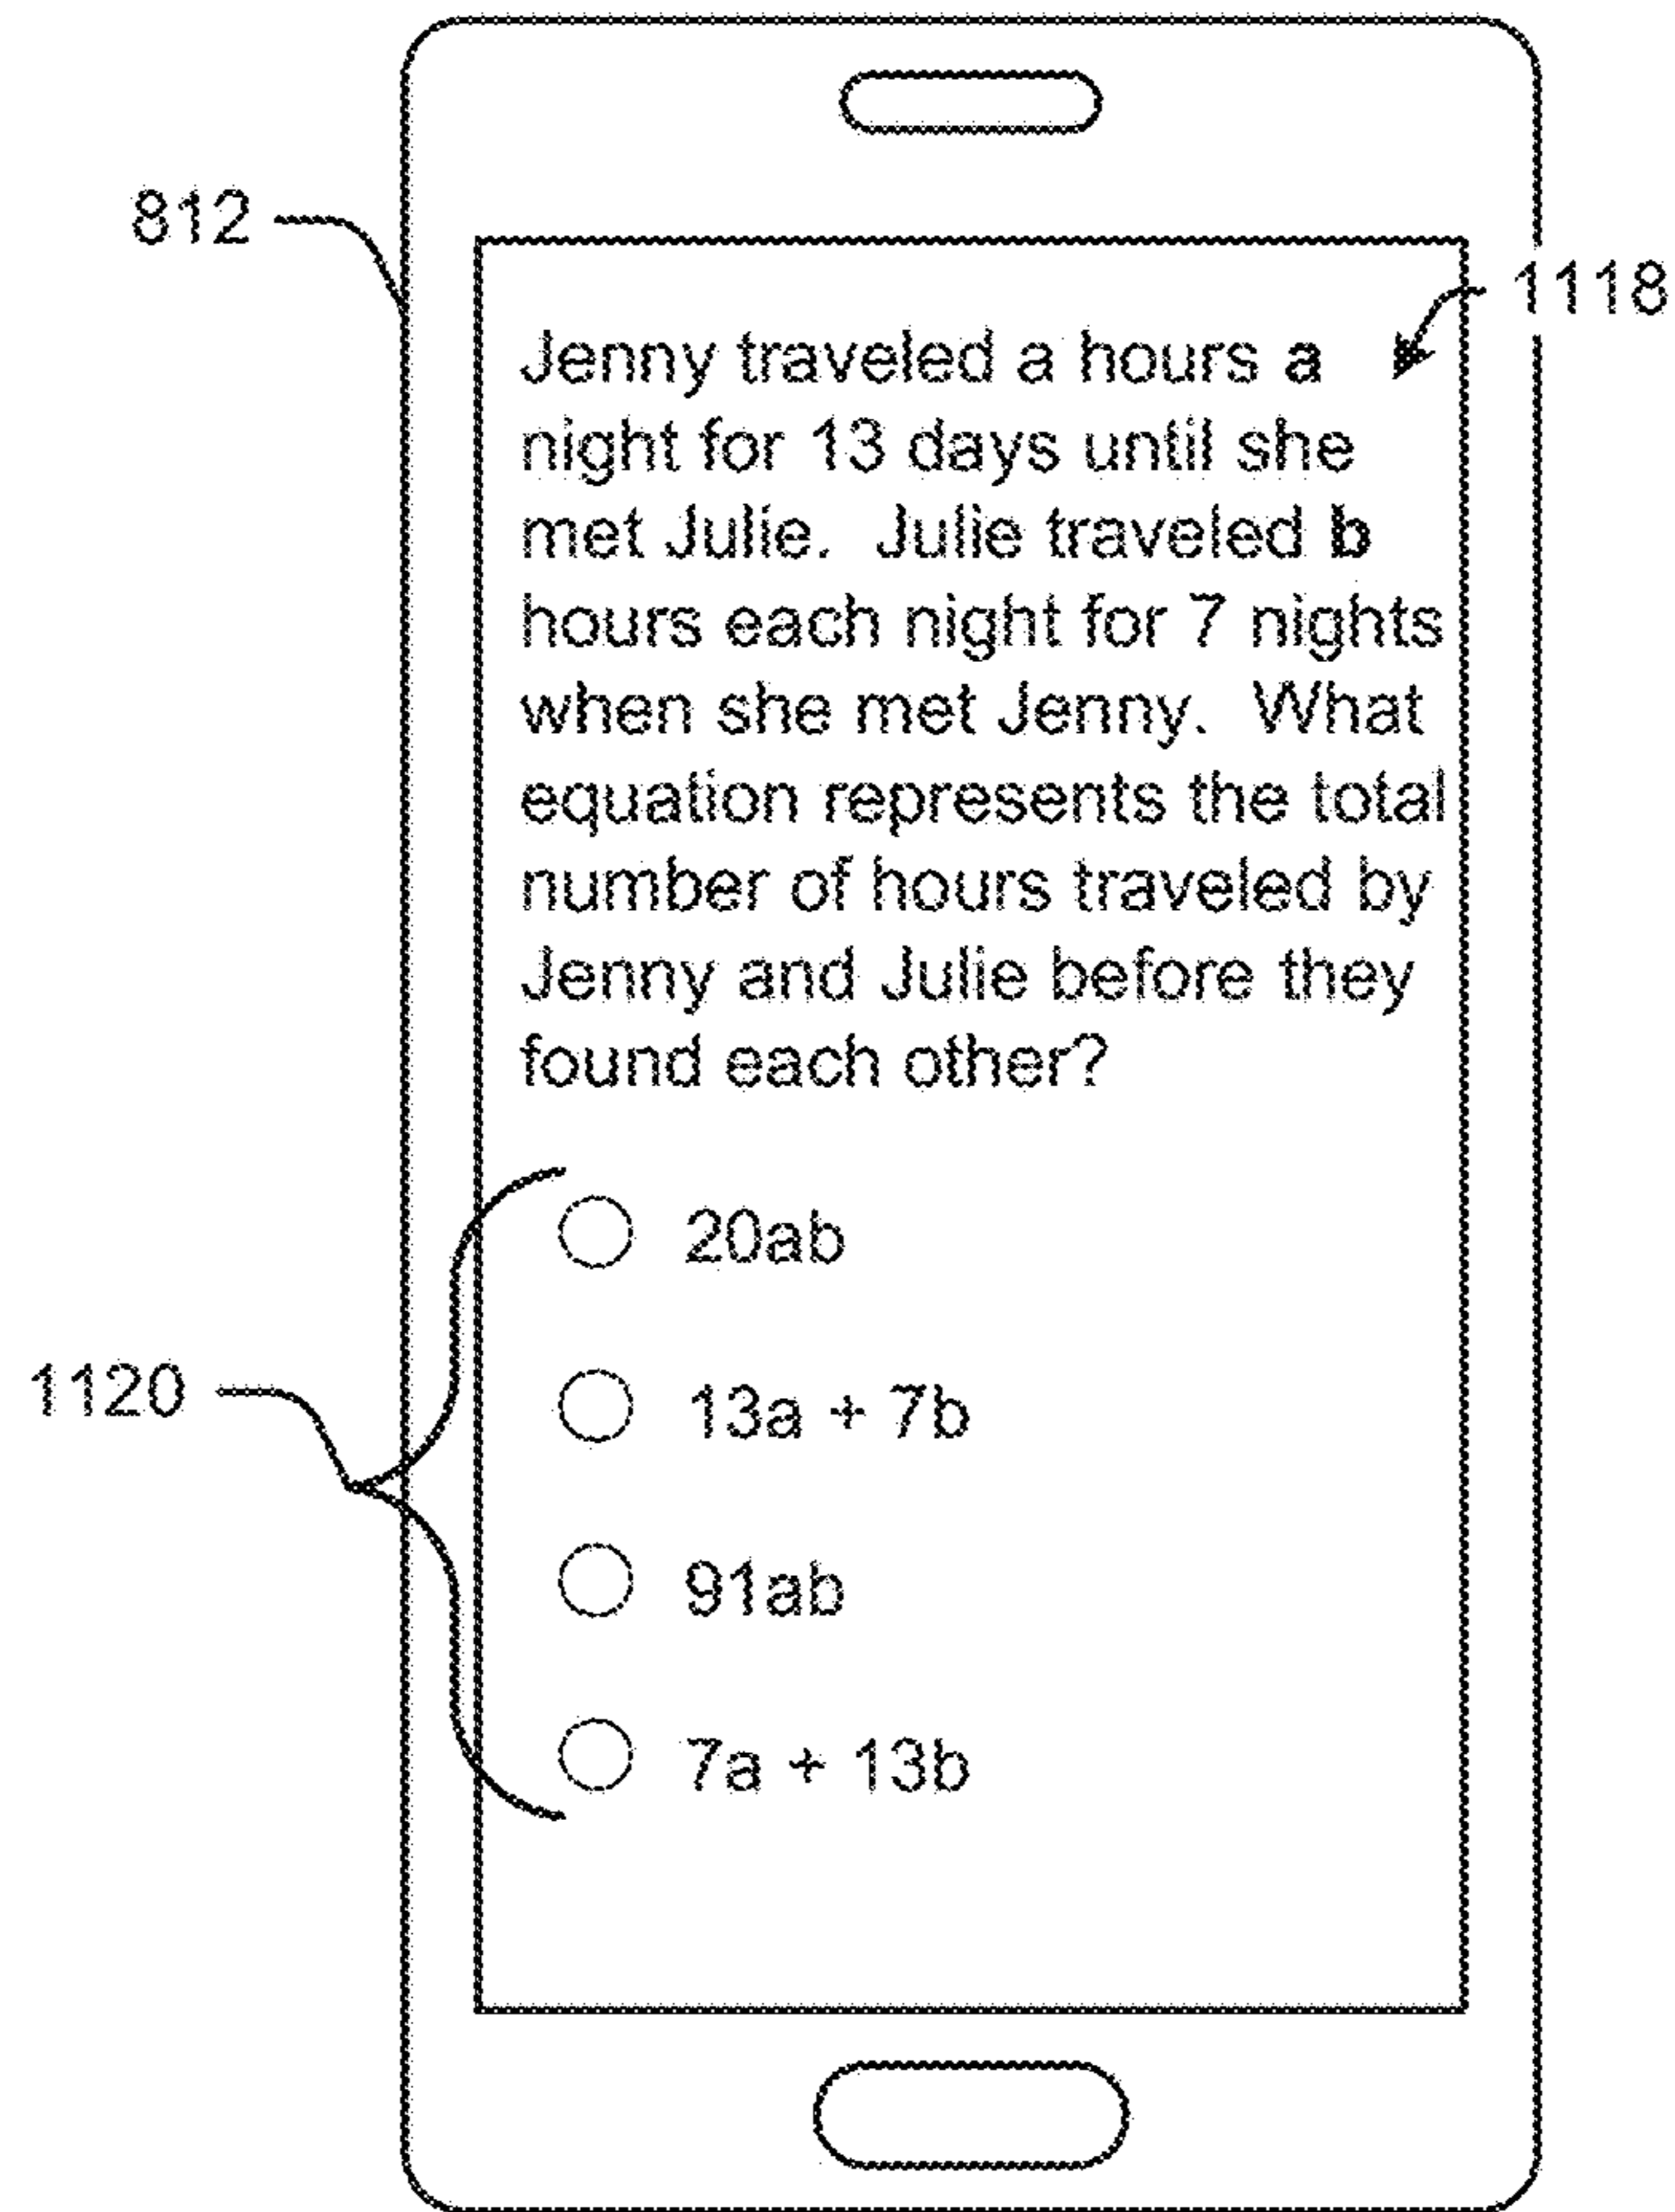 812
1118
Jenny traveled a hours a
night for 13 days until she
met Julie.  Julie traveled b
hours each night for 7 nights
when she met Jenny.  What
equation represents the total
number of hours traveled by
Jenny and Julie before they
found each other?
20ab
13a + 7b
1120
91ab
7a + 13b